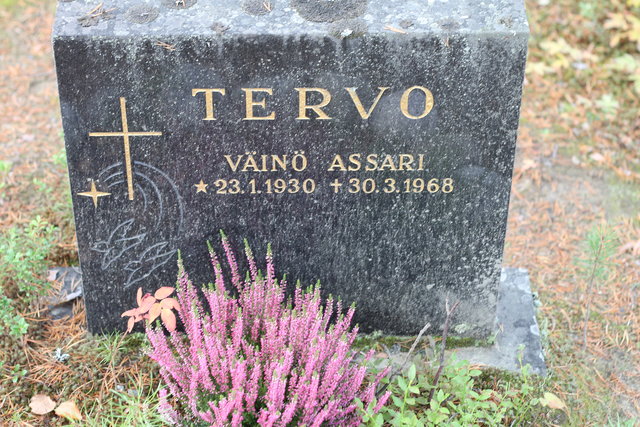 TERVO
VÄINÖ ASSARI
★ 23.1.1930 ✝ 30.3.1968